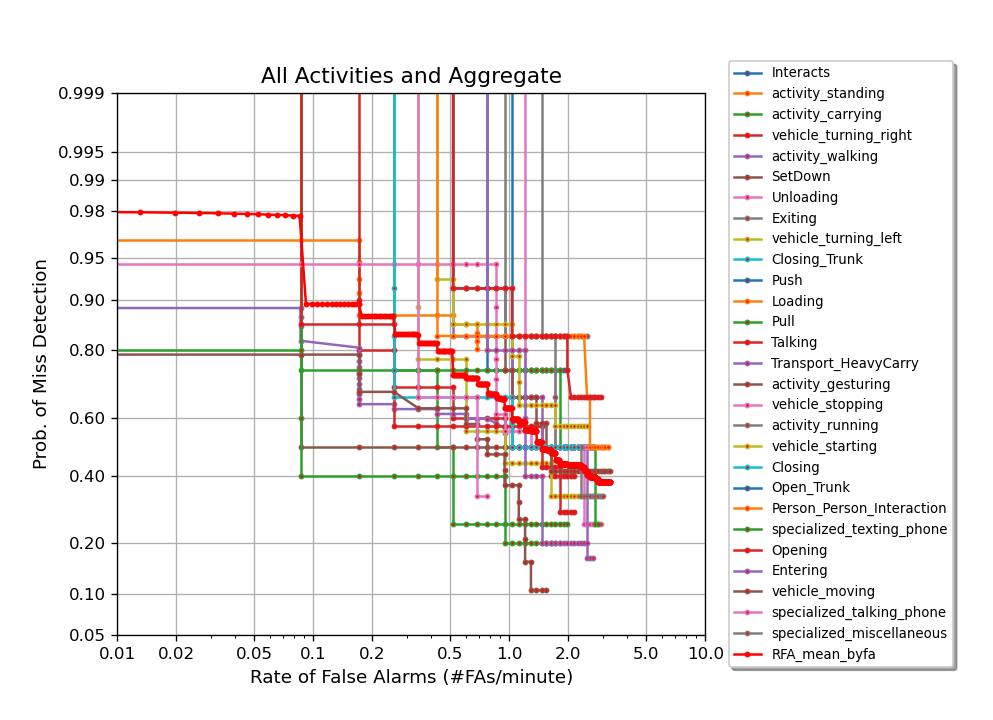 All Activities and Aggregate
Prob. of Miss Detection
0.999
0.995
0.99
0.98
0.95
0.90
0.80
0.60
0.40
0.20
0.10
0.05
0.01
0.02
0.05
0.1
0.2
0.5
1.0
2.0
5.0
10.0
Rate of False Alarms (#FAs/minute)
Interacts
activity_standing
activity_carrying
vehicle_turning_right
activity_walking
SetDown
Unloading
Exiting
vehicle_turning_left
Closing_Trunk
Push
Loading
Pull
Talking
Transport_HeavyCarry
activity_gesturing
vehicle_stopping
activity_running
vehicle_starting
Closing
Open_Trunk
Person_Person_Interaction
specialized_texting_phone
Opening
Entering
vehicle_moving
specialized_talking_phone
specialized_miscellaneous
RFA_mean_byfa